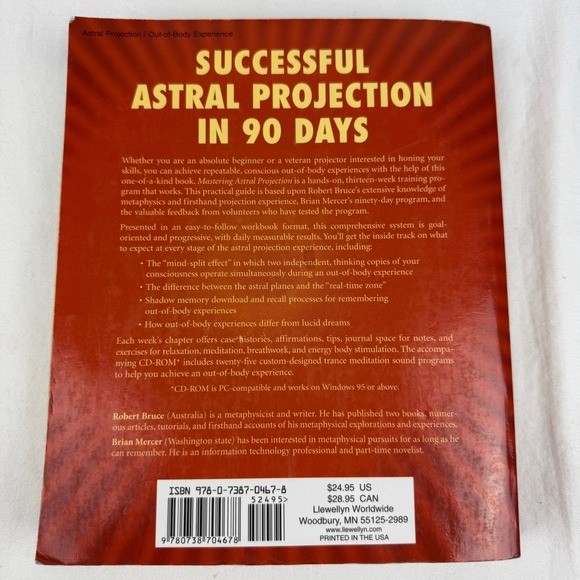 Astral Projection / Out-of-Body Experience
SUCCESSFUL
ASTRAL PROJECTION
IN 90 DAYS
Whether you are an absolute beginner or a veteran projector interested in honing your
skills, you can achieve repeatable, conscious out-of-body experiences with the help of this
one-of-a-kind book. Mastering Astral Projection is a hands-on, thirteen-week training pro-
gram that works. This practical guide is based upon Robert Bruce's extensive knowledge of
metaphysics and firsthand projection experience, Brian Mercer's ninety-day program, and
the valuable feedback from volunteers who have tested the program.
Presented in an easy-to-follow workbook format, this comprehensive system is goal-
oriented and progressive, with daily measurable results. You'll get the inside track on what
to expect at every stage of the astral projection experience, including:
• The "mind-split effect" in which two independent, thinking copies of your
consciousness operate simultaneously during an out-of-body experience
• The difference between the astral planes and the "real-time zone"
• Shadow memory download and recall processes for remembering
out-of-body experiences
• How out-of-body experiences differ from lucid dreams
Each week's chapter offers case histories, affirmations, tips, journal space for notes, and
exercises for relaxation, meditation, breathwork, and energy body stimulation. The accompa-
nying CD-ROM* includes twenty-five custom-designed trance meditation sound programs
to help you achieve an out-of-body experience.
*CD-ROM is PC-compatible and works on Windows 95 or above.
Robert Bruce (Australia) is a metaphysicist and writer. He has published two books, numer-
ous articles, tutorials, and firsthand accounts of his metaphysical explorations and experiences.
Brian Mercer (Washington state) has been interested in metaphysical pursuits for as long as he
can remember. He is an information technology professional and part-time novelist.
ISBN 978-0-7387-0467-8
52495>
9 780738 704678
$24.95 US
$28.95 CAN
Llewellyn Worldwide
Woodbury, MN 55125-2989
www.llewellyn.com
PRINTED IN THE USA